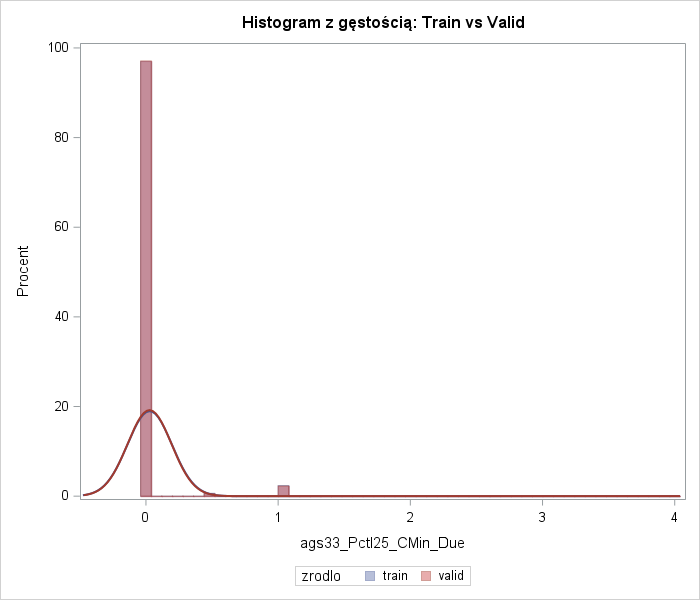 Histogram z gęstością: Train vs Valid
100
80
60
40
20
0
Procent
0 1 2 3 4
ags33_Pctl25_CMin_Due
zrodlo train valid